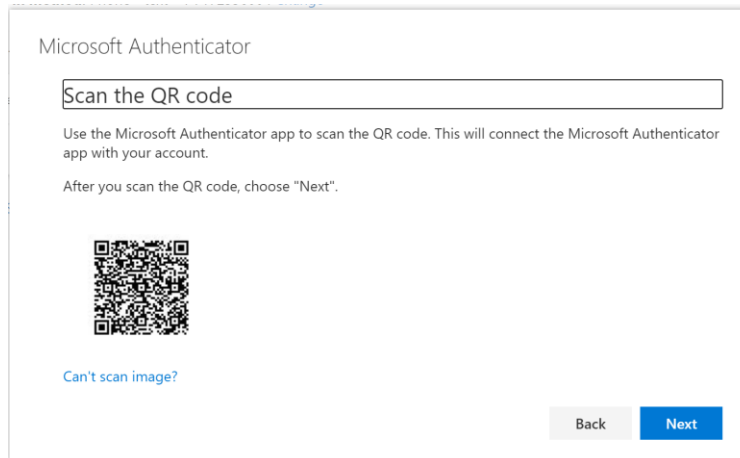 Microsoft Authenticator
Scan the QR code
Use the Microsoft Authenticator app to scan the QR code. This will connect the Microsoft Authenticator
app with your account.
After you scan the QR code, choose "Next".
Can't scan image?
Back
Next